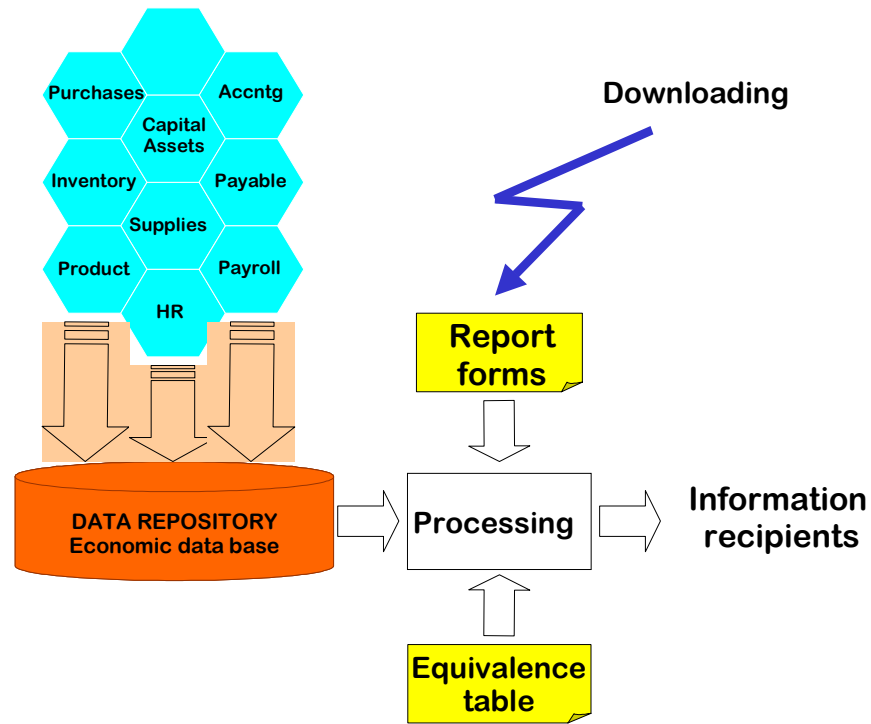 Purchases
Accntg
Capital
Assets
Inventory
Payable
Supplies
Product
Payroll
HR
Downloading
Report
forms
DATA REPOSITORY
Economic data base
Processing
Information
recipients
Equivalence
table